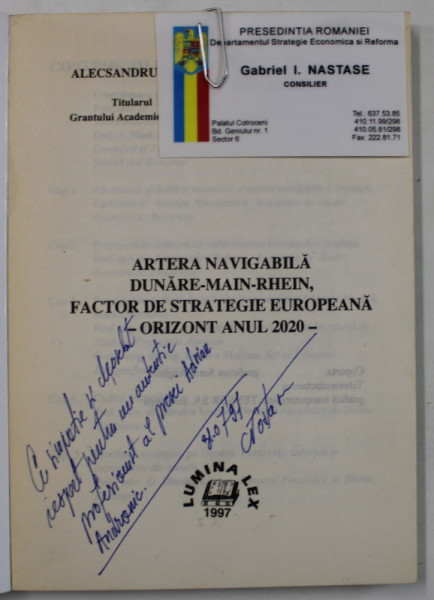 PRESEDINTIA ROMANIEI
Departamentul Strategie Economica si Reforma
Gabriel I. NASTASE
CONSILIER
Palatul Cotroceni
Bd. Geniului nr. 1
Sector 6
Tel: 637.53.85
410.11.99/298
410.05.81/298
Fax: 222.81.71
ALECSANDRU
Titularul
Grantului Academie
ARTERA NAVIGABILĂ
DUNĂRE-MAIN-RHEIN,
FACTOR DE STRATEGIE EUROPEANĂ
– ORIZONT ANUL 2020 –
Cu simpatie și deosebit
respect pentru un autentic
profesionist al presei Adrian
Andronic.
LUMINA LEX
1997